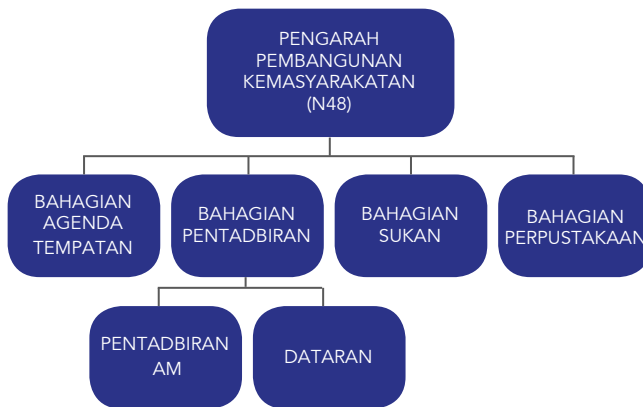 PENGARAH
PEMBANGUNAN
KEMASYARAKATAN
(N48)
BAHAGIAN
AGENDA
TEMPATAN
BAHAGIAN
PENTADBIRAN
BAHAGIAN
SUKAN
BAHAGIAN
PERPUSTAKAAN
PENTADBIRAN
AM
DATARAN